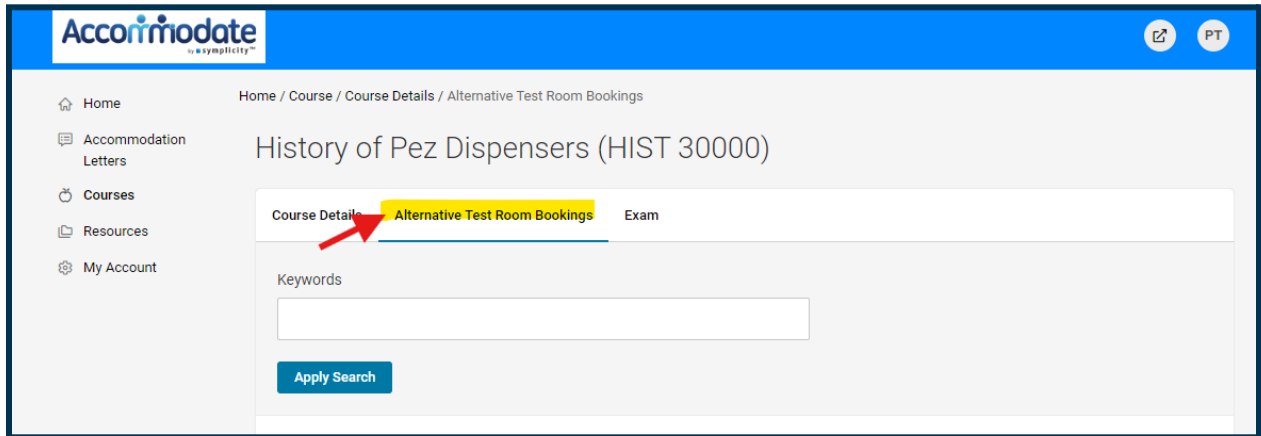 Accommodate
by symplicity™
PT
Home
Accommodation
Letters
Courses
Resources
My Account
Home / Course / Course Details / Alternative Test Room Bookings
History of Pez Dispensers (HIST 30000)
Course Details Alternative Test Room Bookings Exam
Keywords
Apply Search